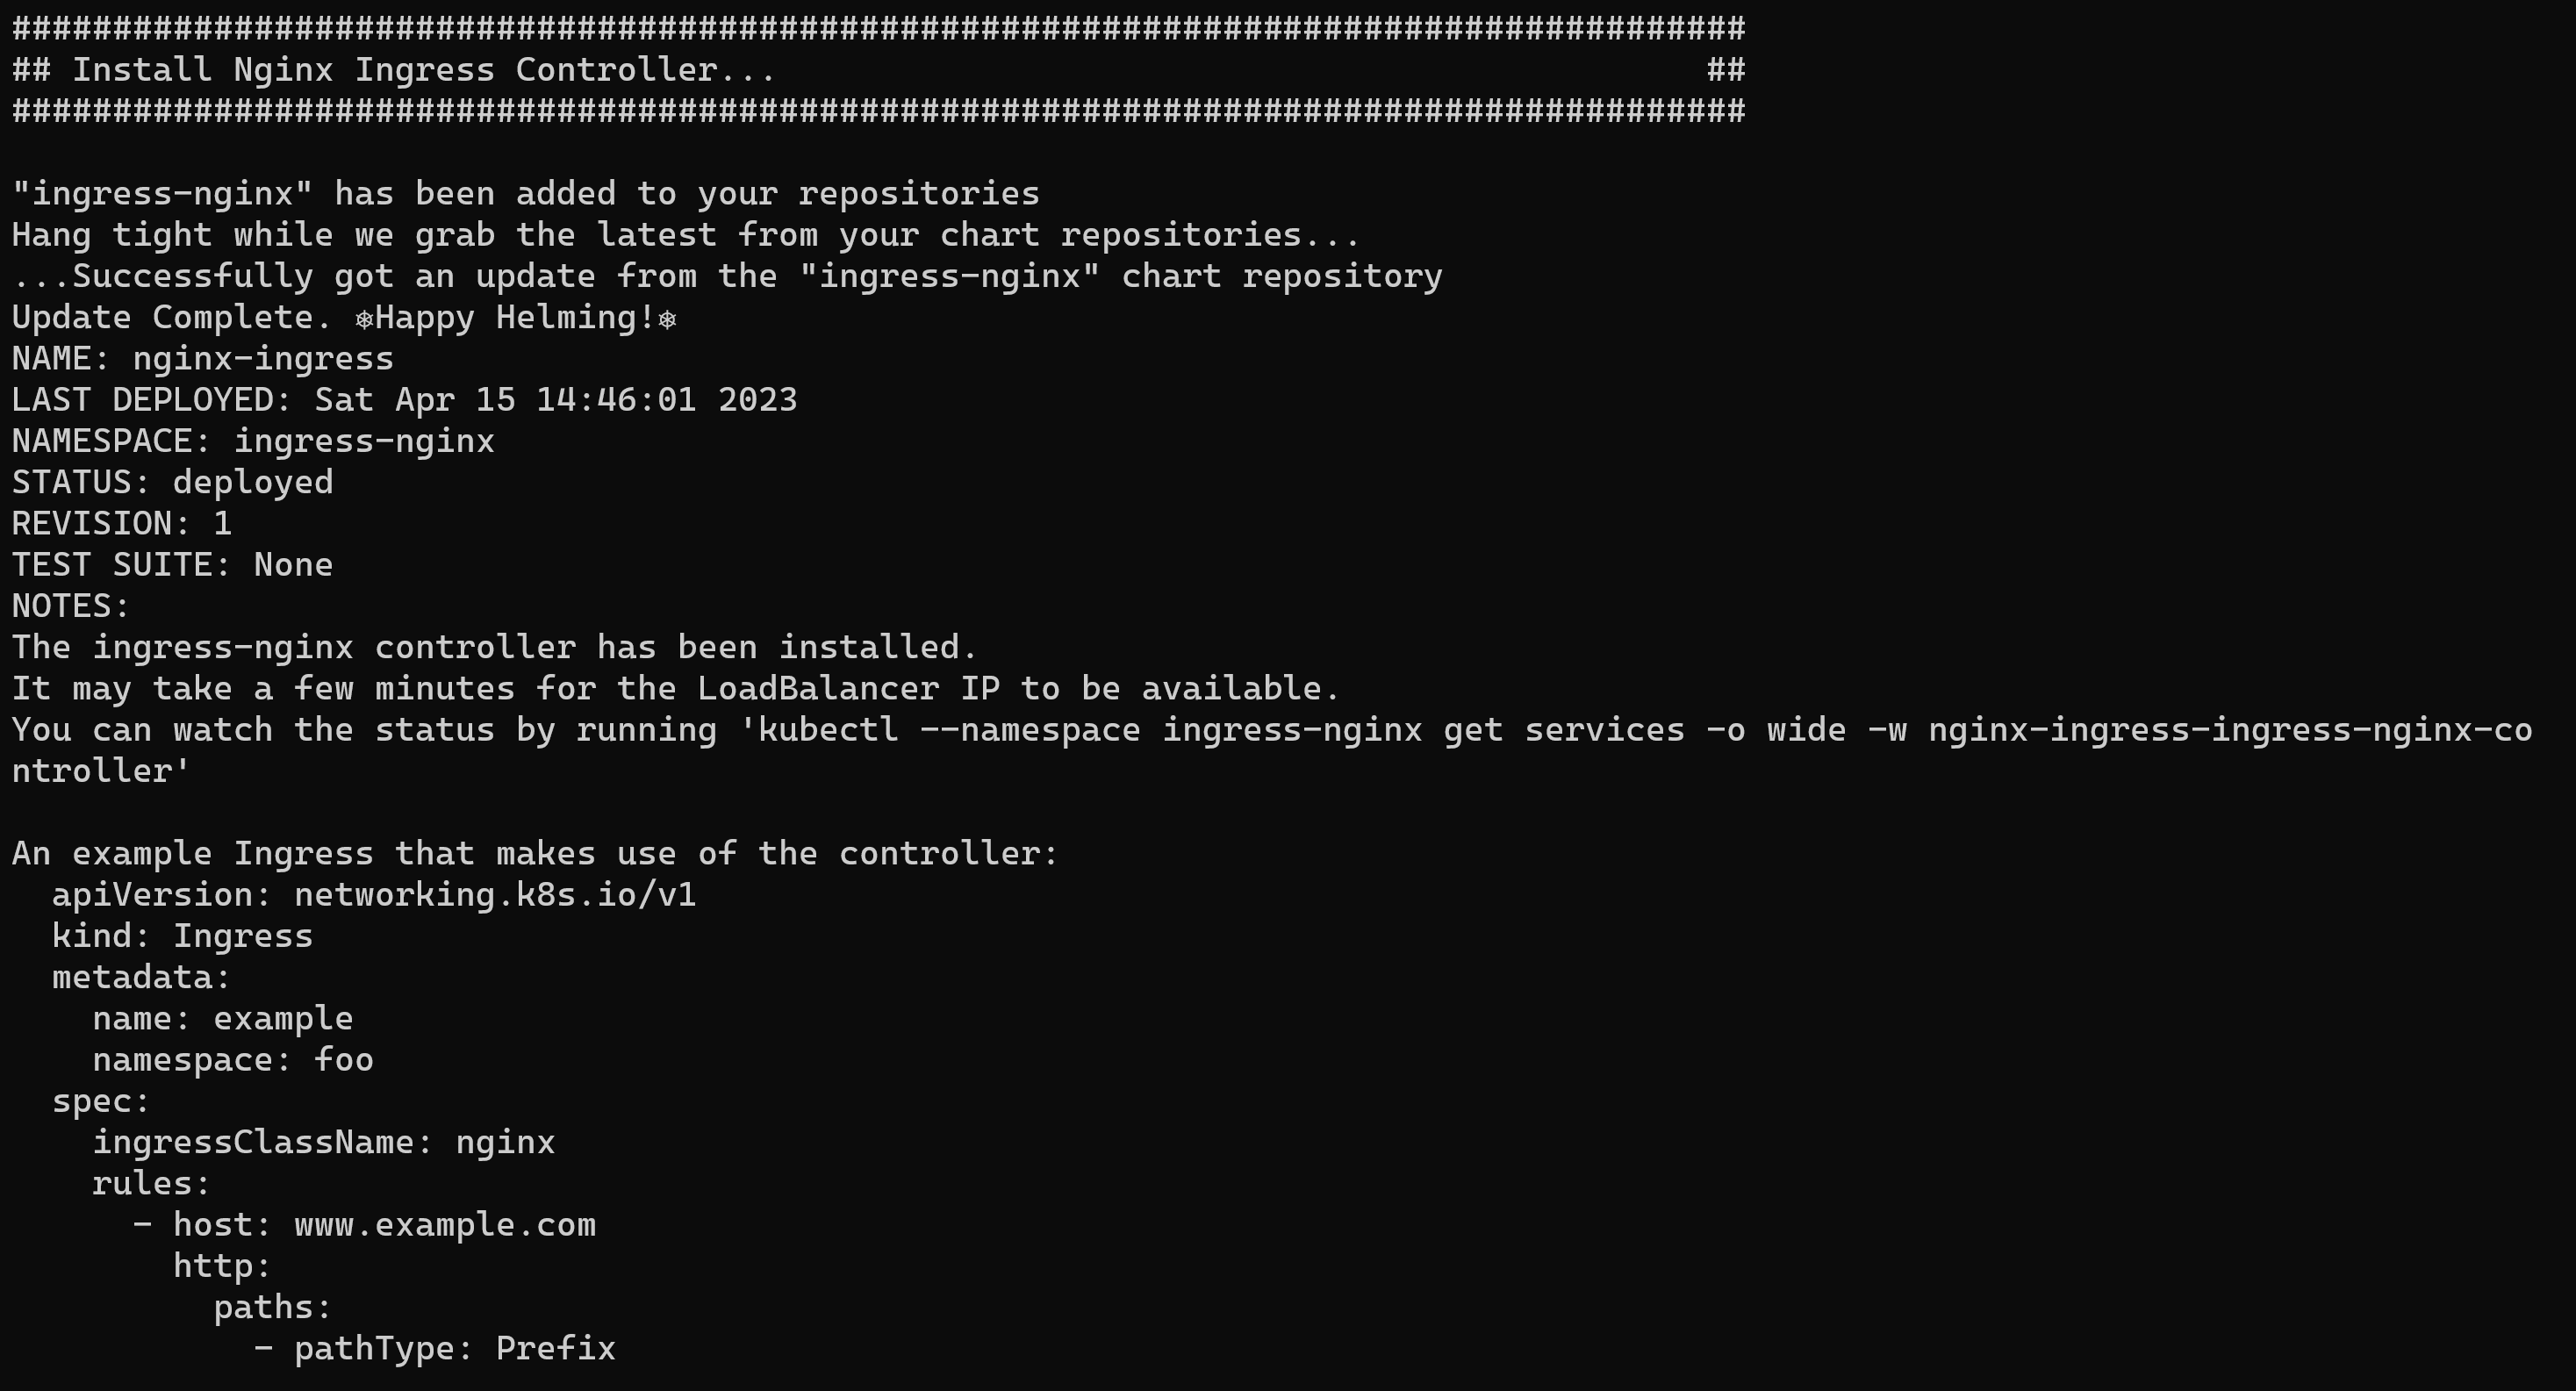 ######################################################################################
## Install Nginx Ingress Controller...                                              ##
######################################################################################

"ingress-nginx" has been added to your repositories
Hang tight while we grab the latest from your chart repositories...
...Successfully got an update from the "ingress-nginx" chart repository
Update Complete. ⎈Happy Helming!⎈
NAME: nginx-ingress
LAST DEPLOYED: Sat Apr 15 14:46:01 2023
NAMESPACE: ingress-nginx
STATUS: deployed
REVISION: 1
TEST SUITE: None
NOTES:
The ingress-nginx controller has been installed.
It may take a few minutes for the LoadBalancer IP to be available.
You can watch the status by running 'kubectl --namespace ingress-nginx get services -o wide -w nginx-ingress-ingress-nginx-co
ntroller'

An example Ingress that makes use of the controller:
  apiVersion: networking.k8s.io/v1
  kind: Ingress
  metadata:
    name: example
    namespace: foo
  spec:
    ingressClassName: nginx
    rules:
      - host: www.example.com
        http:
          paths:
            - pathType: Prefix